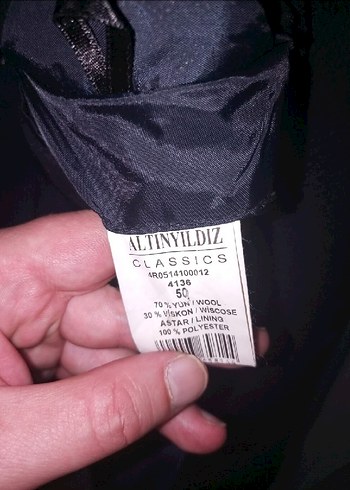 ALTINYILDIZ
CLASSICS
4R0514100012
4136
50
70 % YÜN / WOOL
30 % VİSKON / WISCOSE
ASTAR / LINING
100 % POLYESTER